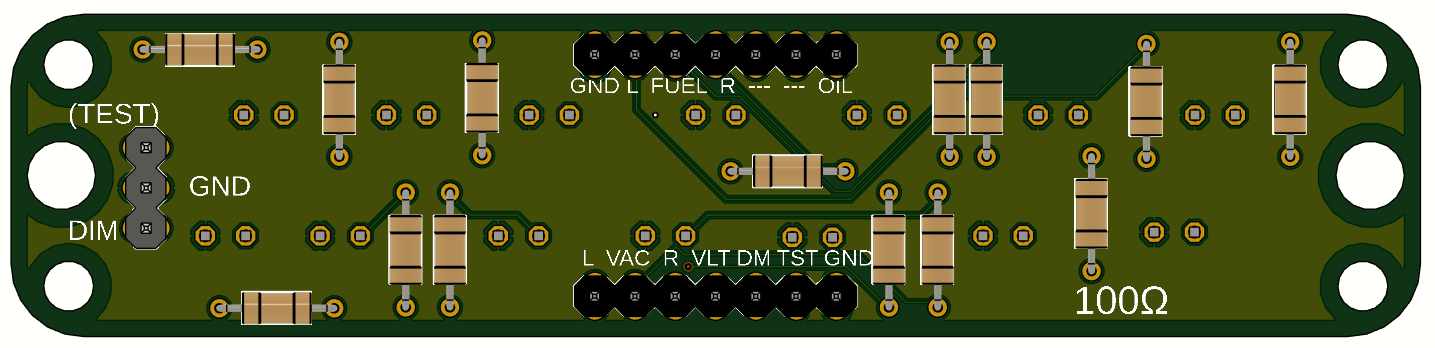 GND L FUEL R --- --- OIL
(TEST)
GND
DIM
L VAC R VLT DM TST GND
100Ω